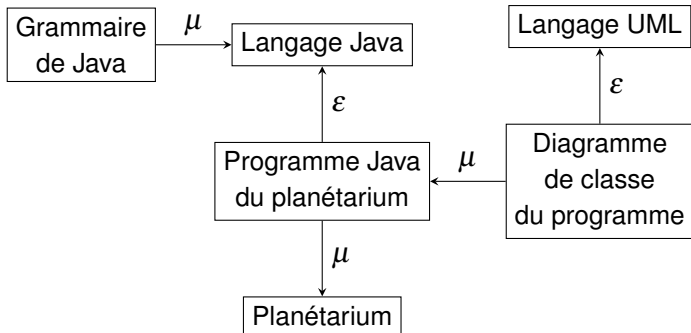 Grammaire
de Java
μ
Langage Java
Langage UML
ε
ε
Programme Java
du planétarium
μ
Diagramme
de classe
du programme
μ
Planétarium